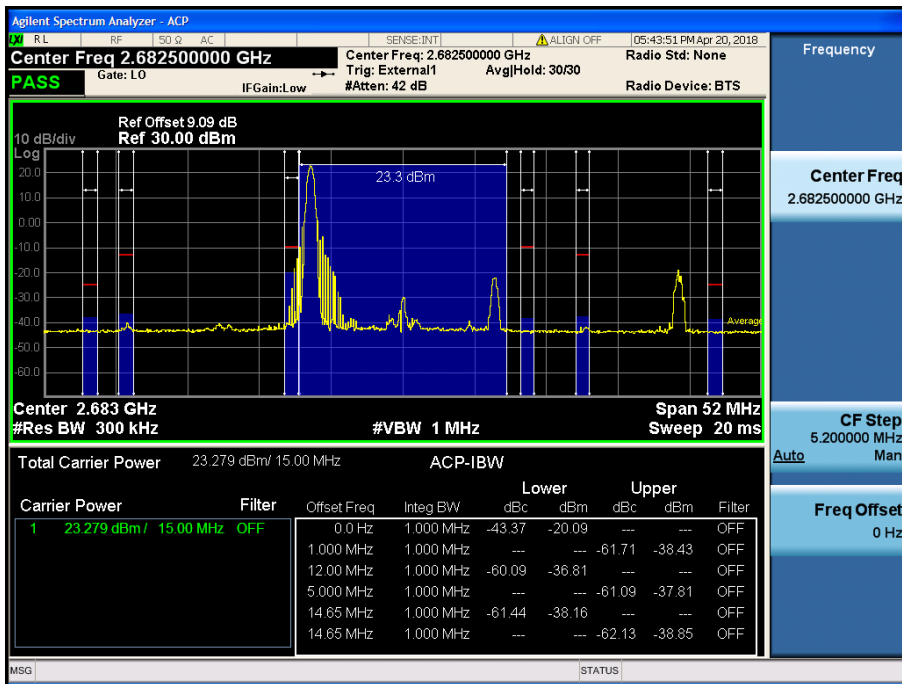 Agilent Spectrum Analyzer - ACP
LXI RL RF 50 Ω AC SENSE:INT ALIGN OFF 05:43:51 PM Apr 20, 2018
Center Freq 2.682500000 GHz
Center Freq: 2.682500000 GHz
Radio Std: None
Gate: LO
Trig: External1
Avg|Hold: 30/30
PASS
IFGain:Low
#Atten: 42 dB
Radio Device: BTS
Ref Offset 9.09 dB
10 dB/div Ref 30.00 dBm
Log
20.0
23.3 dBm
10.0
0.00
-10.0
-20.0
-30.0
-40.0
Average
-50.0
-60.0
Center 2.683 GHz Span 52 MHz
#Res BW 300 kHz #VBW 1 MHz Sweep 20 ms
Total Carrier Power 23.279 dBm/ 15.00 MHz ACP-IBW
Lower Upper
Carrier Power Filter
1 23.279 dBm / 15.00 MHz OFF
Offset Freq Integ BW dBc dBm dBc dBm Filter
0.0 Hz 1.000 MHz -43.37 -20.09 --- --- OFF
1.000 MHz 1.000 MHz --- --- -61.71 -38.43 OFF
12.00 MHz 1.000 MHz -60.09 -36.81 --- --- OFF
5.000 MHz 1.000 MHz --- --- -61.09 -37.81 OFF
14.65 MHz 1.000 MHz -61.44 -38.16 --- --- OFF
14.65 MHz 1.000 MHz --- --- -62.13 -38.85 OFF
MSG STATUS
Frequency
Center Freq
2.682500000 GHz
CF Step
5.200000 MHz
Auto Man
Freq Offset
0 Hz